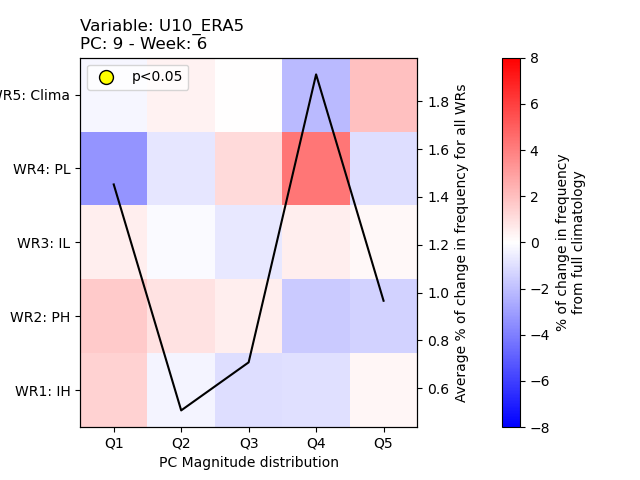 Variable: U10_ERA5
PC: 9 - Week: 6
p<0.05
WR5: Clima
WR4: PL
WR3: IL
WR2: PH
WR1: IH
Q1 Q2 Q3 Q4 Q5
PC Magnitude distribution
1.8
1.6
1.4
1.2
1.0
0.8
0.6
Average % of change in frequency for all WRs
8
6
4
2
0
−2
−4
−6
−8
% of change in frequency
from full climatology